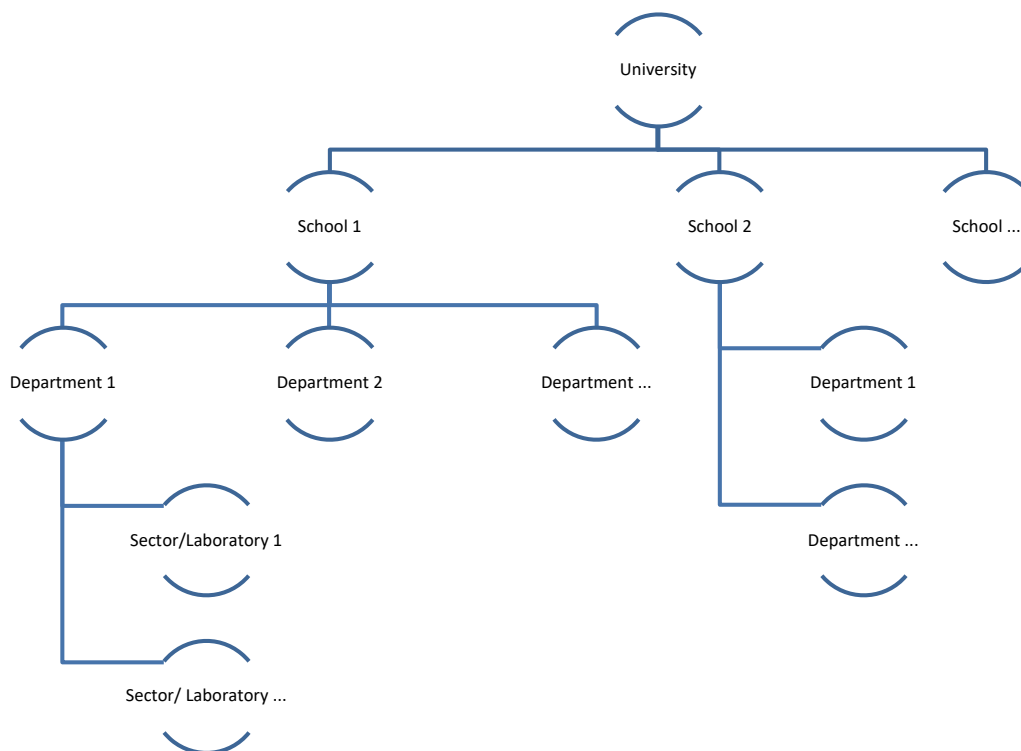 University
School 1
School 2
School ...
Department 1
Department 2
Department ...
Department 1
Sector/Laboratory 1
Department ...
Sector/ Laboratory ...